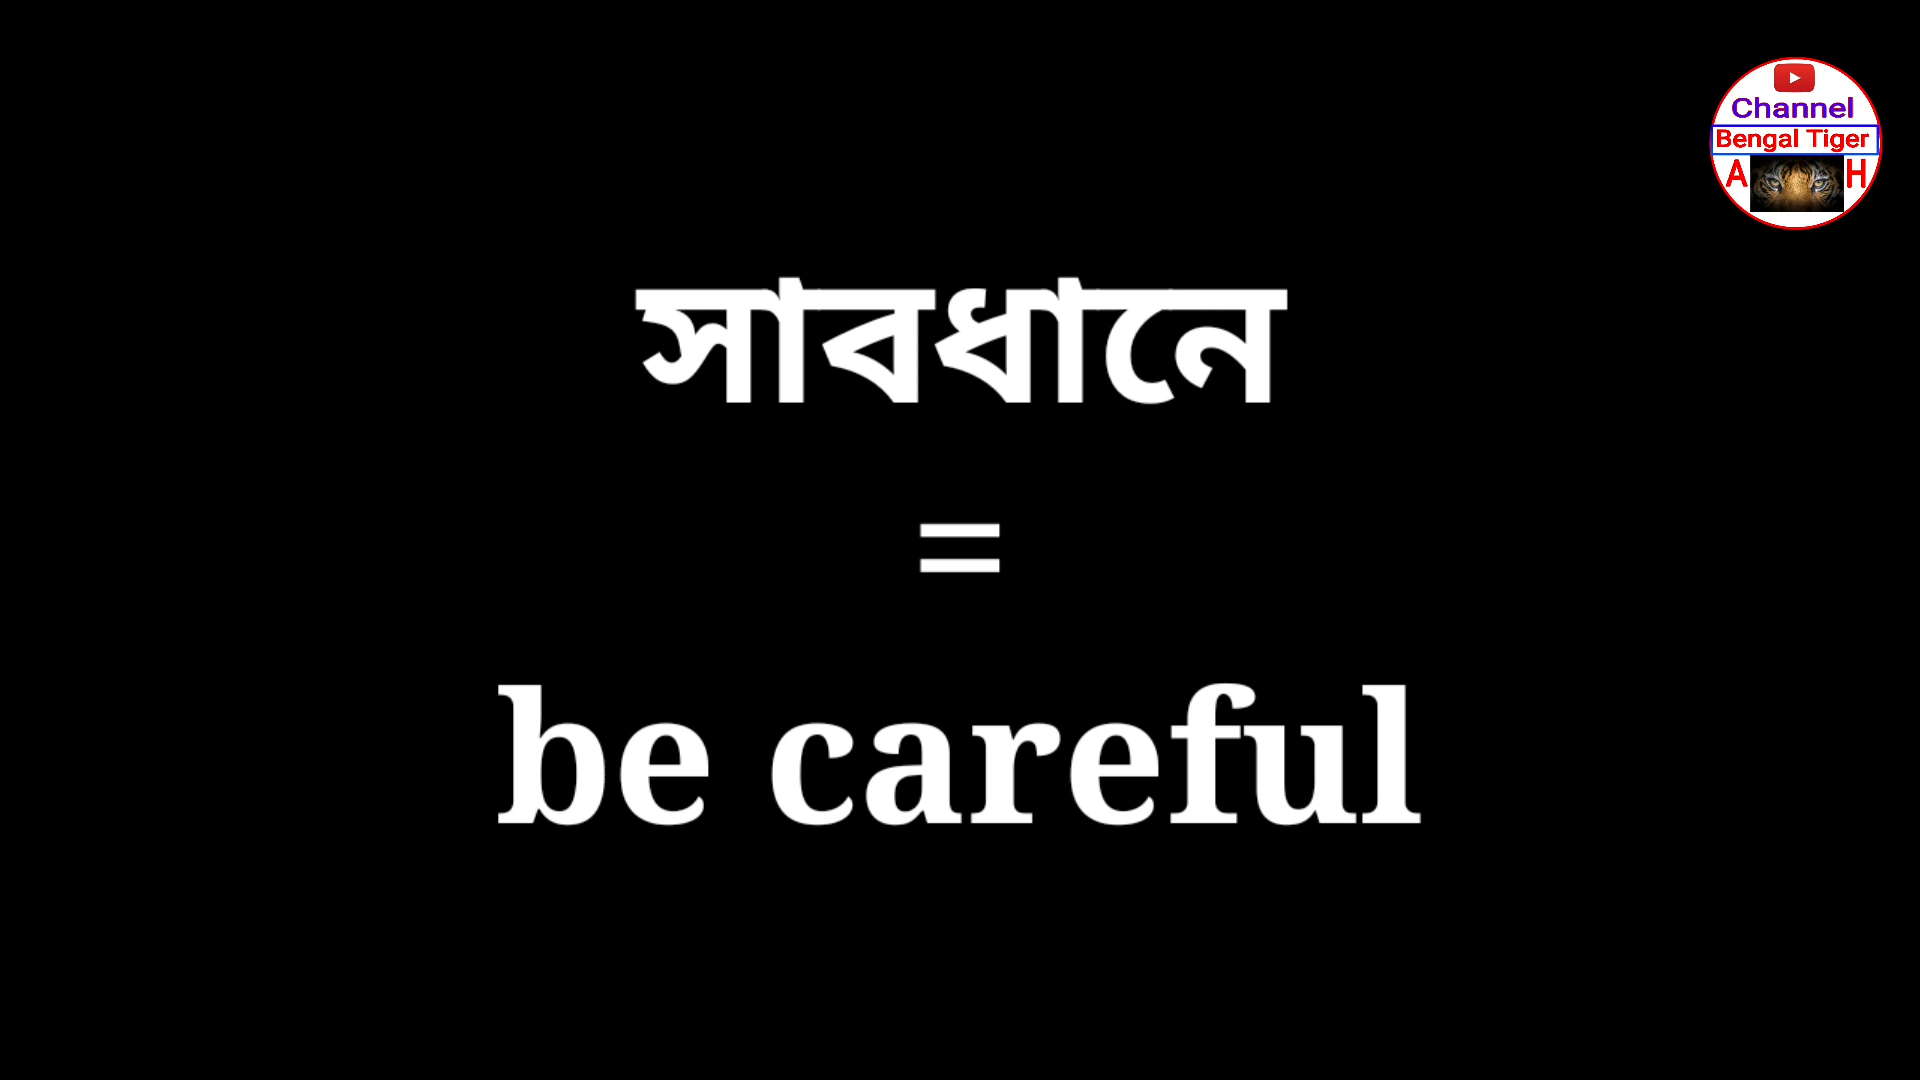 Channel
Bengal Tiger
A H
সাবধানে
=
be careful